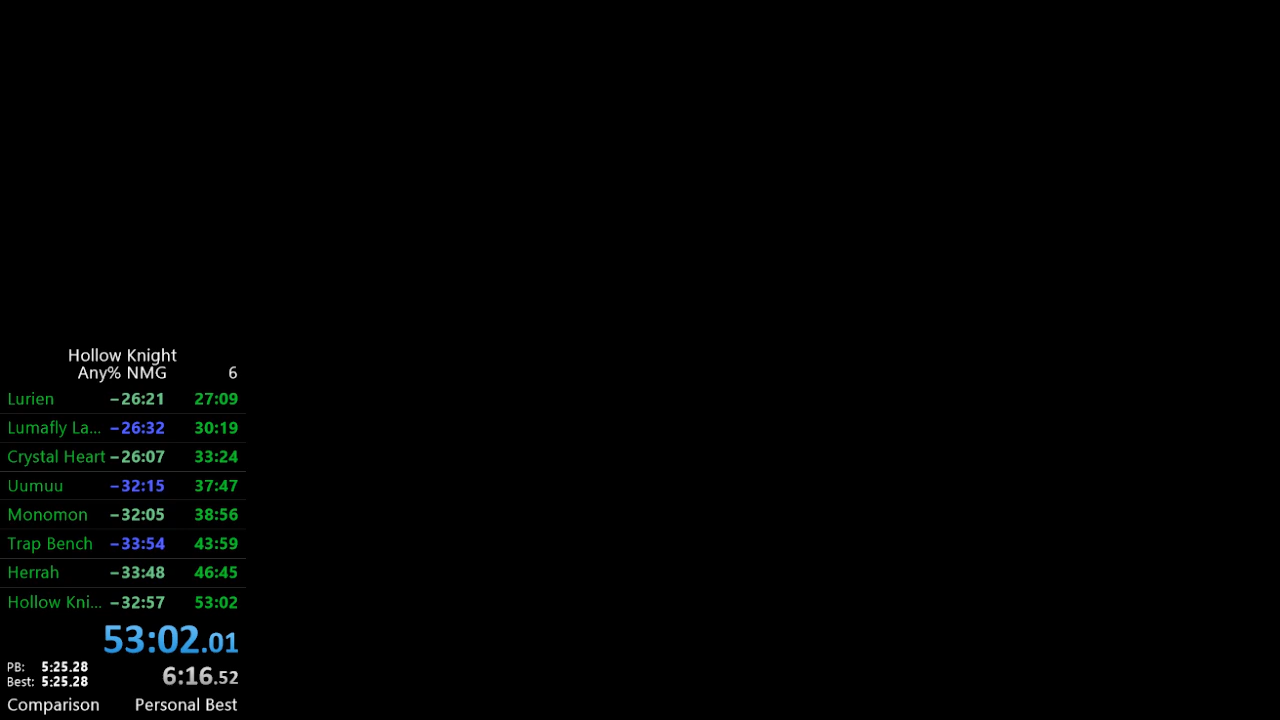 Hollow Knight
Any% NMG 6
Lurien −26:21 27:09
Lumafly La... −26:32 30:19
Crystal Heart −26:07 33:24
Uumuu −32:15 37:47
Monomon −32:05 38:56
Trap Bench −33:54 43:59
Herrah −33:48 46:45
Hollow Kni... −32:57 53:02
53:02.01
PB: 5:25.28 6:16.52
Best: 5:25.28
Comparison Personal Best